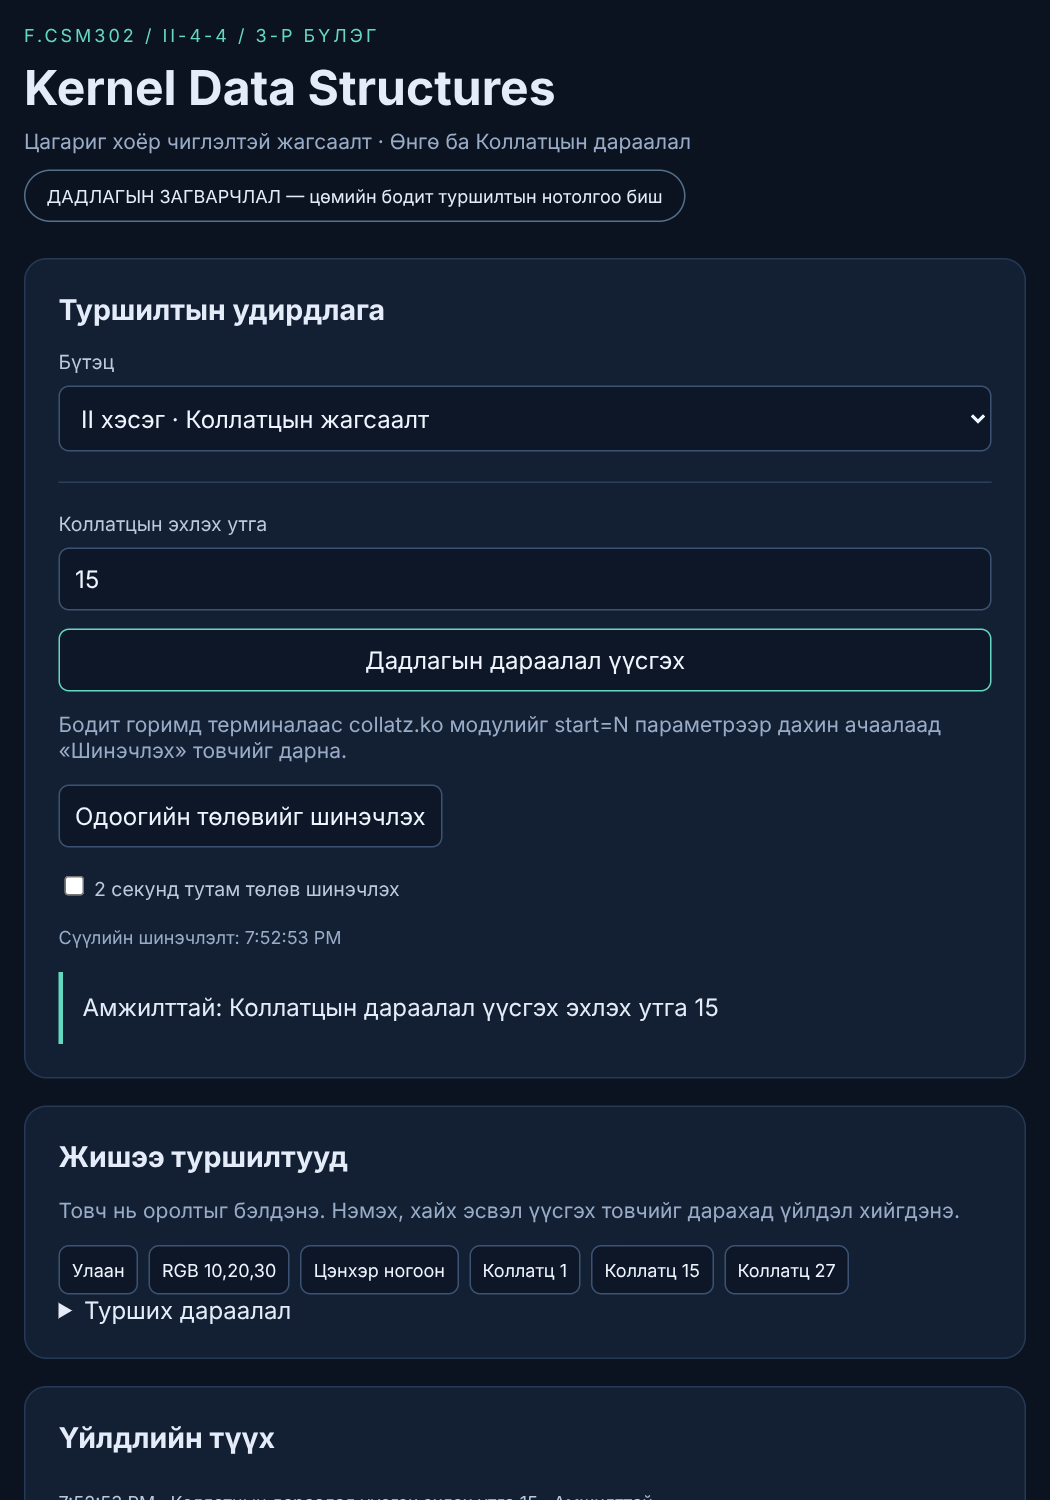 F.CSM302 / II-4-4 / 3-Р БҮЛЭГ
Kernel Data Structures
Цагариг хоёр чиглэлтэй жагсаалт · Өнгө ба Коллатцын дараалал
ДАДЛАГЫН ЗАГВАРЧЛАЛ — цөмийн бодит туршилтын нотолгоо биш
Туршилтын удирдлага
Бүтэц
II хэсэг · Коллатцын жагсаалт
Коллатцын эхлэх утга
15
Дадлагын дараалал үүсгэх
Бодит горимд терминалаас collatz.ko модулийг start=N параметрээр дахин ачаалаад
«Шинэчлэх» товчийг дарна.
Одоогийн төлөвийг шинэчлэх
2 секунд тутам төлөв шинэчлэх
Сүүлийн шинэчлэлт: 7:52:53 PM
Амжилттай: Коллатцын дараалал үүсгэх эхлэх утга 15
Жишээ туршилтууд
Товч нь оролтыг бэлдэнэ. Нэмэх, хайх эсвэл үүсгэх товчийг дарахад үйлдэл хийгдэнэ.
Улаан RGB 10,20,30 Цэнхэр ногоон Коллатц 1 Коллатц 15 Коллатц 27
▶ Турших дараалал
Үйлдлийн түүх